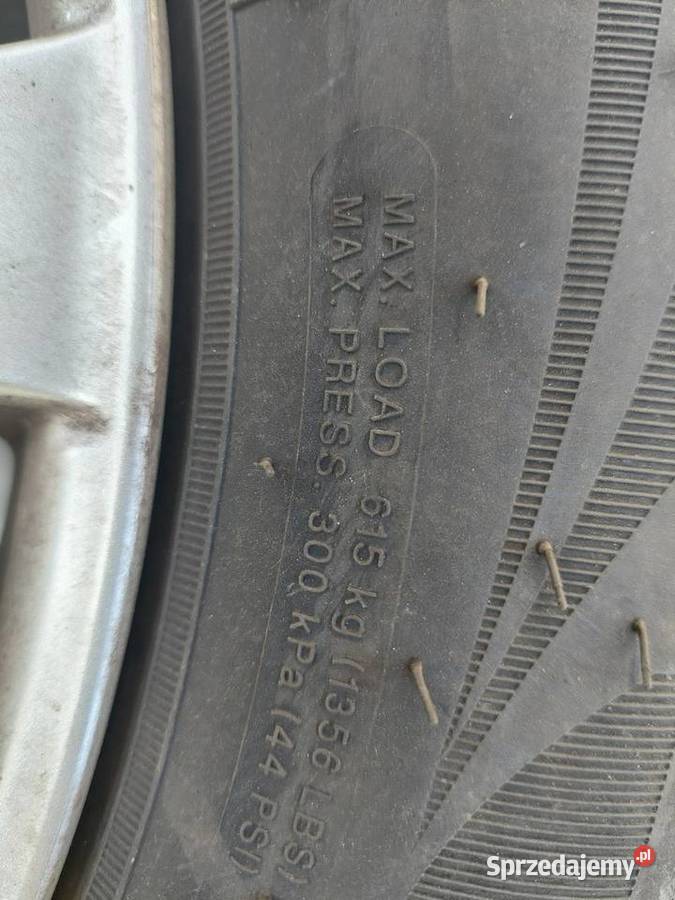 MAX. LOAD 615 kg (1356 LBS)
MAX. PRESS. 300 kPa (44 PSI)
Sprzedajemy.pl